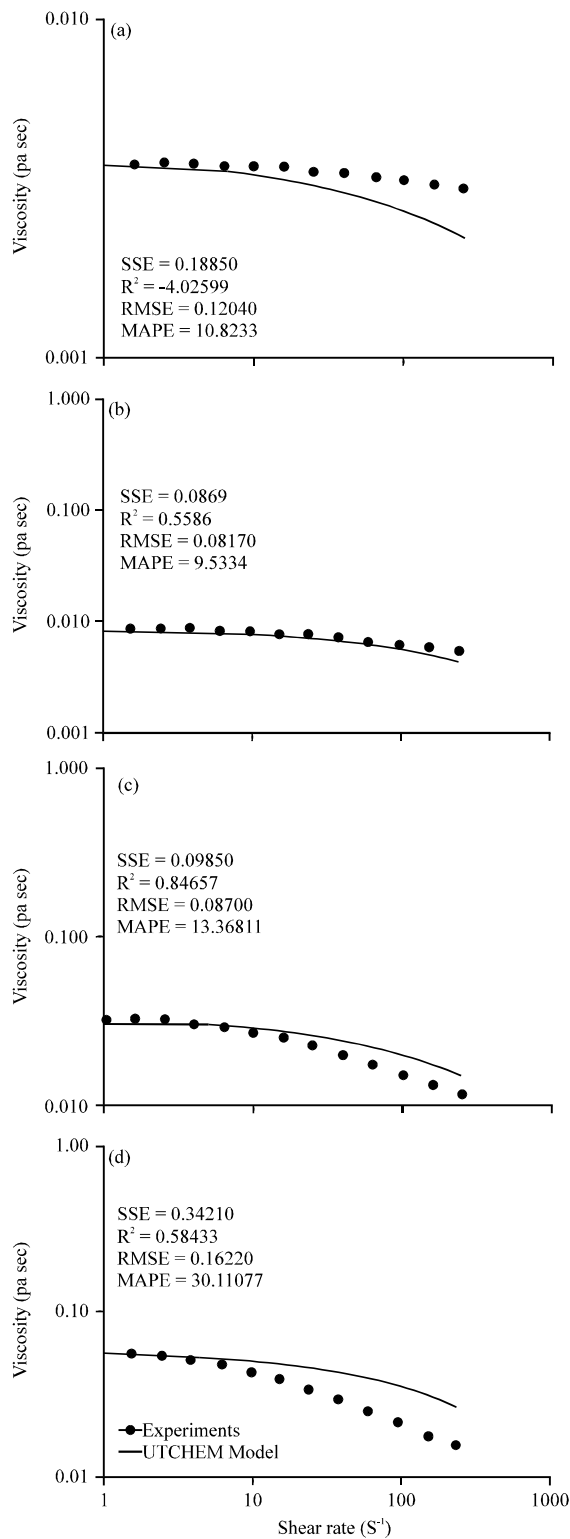 (a)
0.010
0.001
Viscosity (pa sec)
SSE = 0.18850
R² = -4.02599
RMSE = 0.12040
MAPE = 10.8233
(b)
1.000
0.100
0.010
0.001
Viscosity (pa sec)
SSE = 0.0869
R² = 0.5586
RMSE = 0.08170
MAPE = 9.5334
(c)
1.000
0.100
0.010
Viscosity (pa sec)
SSE = 0.09850
R² = 0.84657
RMSE = 0.08700
MAPE = 13.36811
(d)
1.00
0.10
0.01
Viscosity (pa sec)
SSE = 0.34210
R² = 0.58433
RMSE = 0.16220
MAPE = 30.11077
Experiments
UTCHEM Model
1 10 100 1000
Shear rate (S⁻¹)